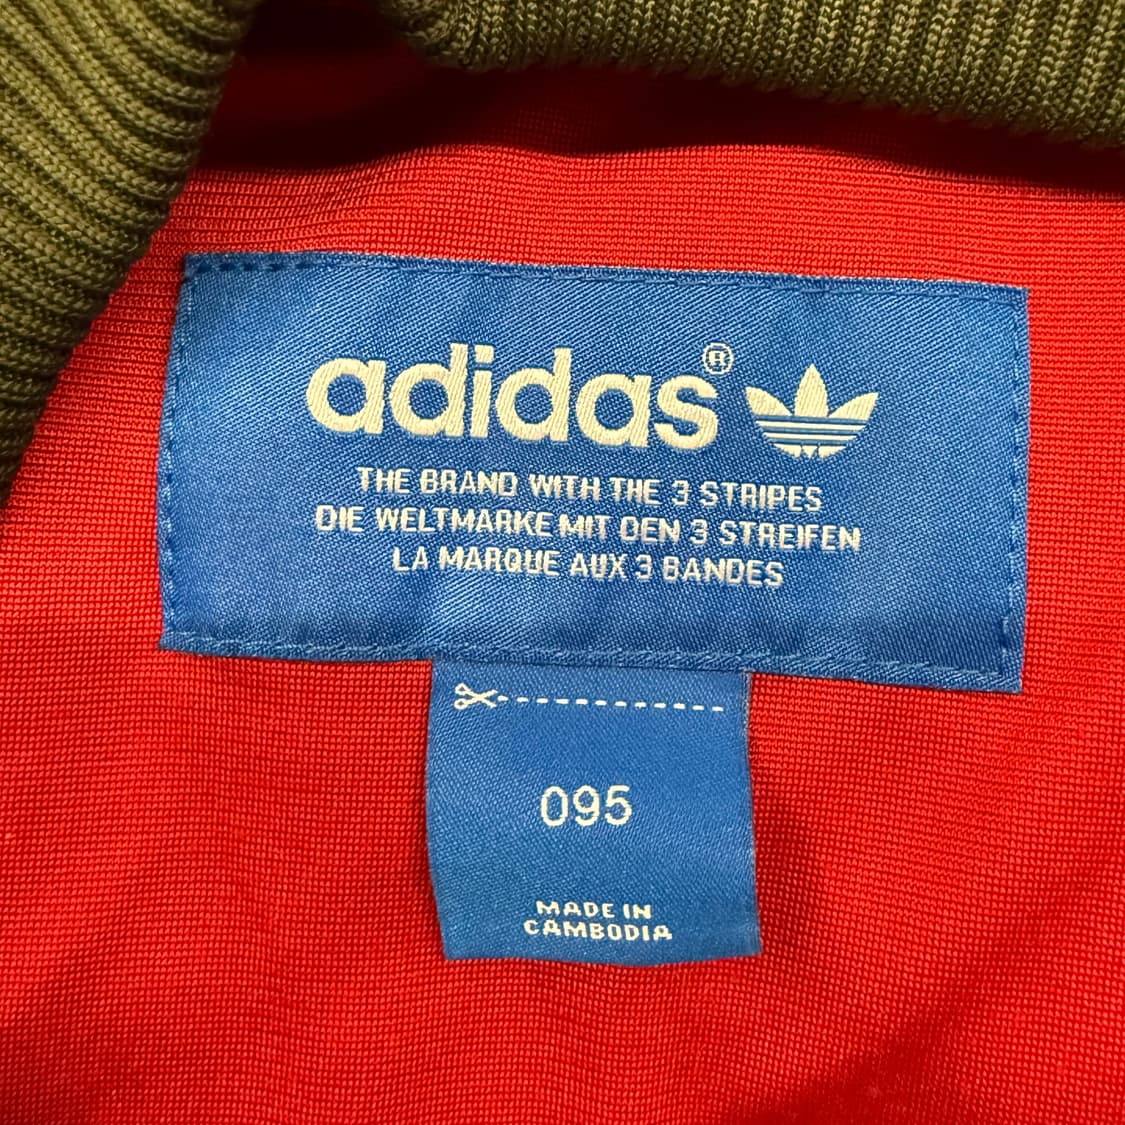 adidas®
THE BRAND WITH THE 3 STRIPES
DIE WELTMARKE MIT DEN 3 STREIFEN
LA MARQUE AUX 3 BANDES
095
MADE IN
CAMBODIA